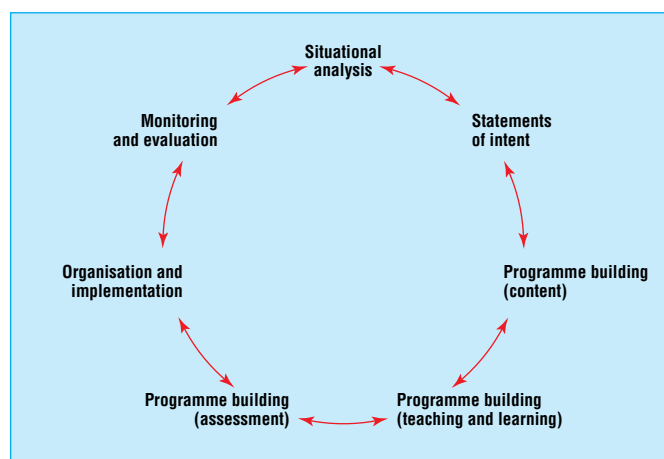 Situational
analysis
Statements
of intent
Programme building
(content)
Programme building
(teaching and learning)
Programme building
(assessment)
Organisation and
implementation
Monitoring
and evaluation